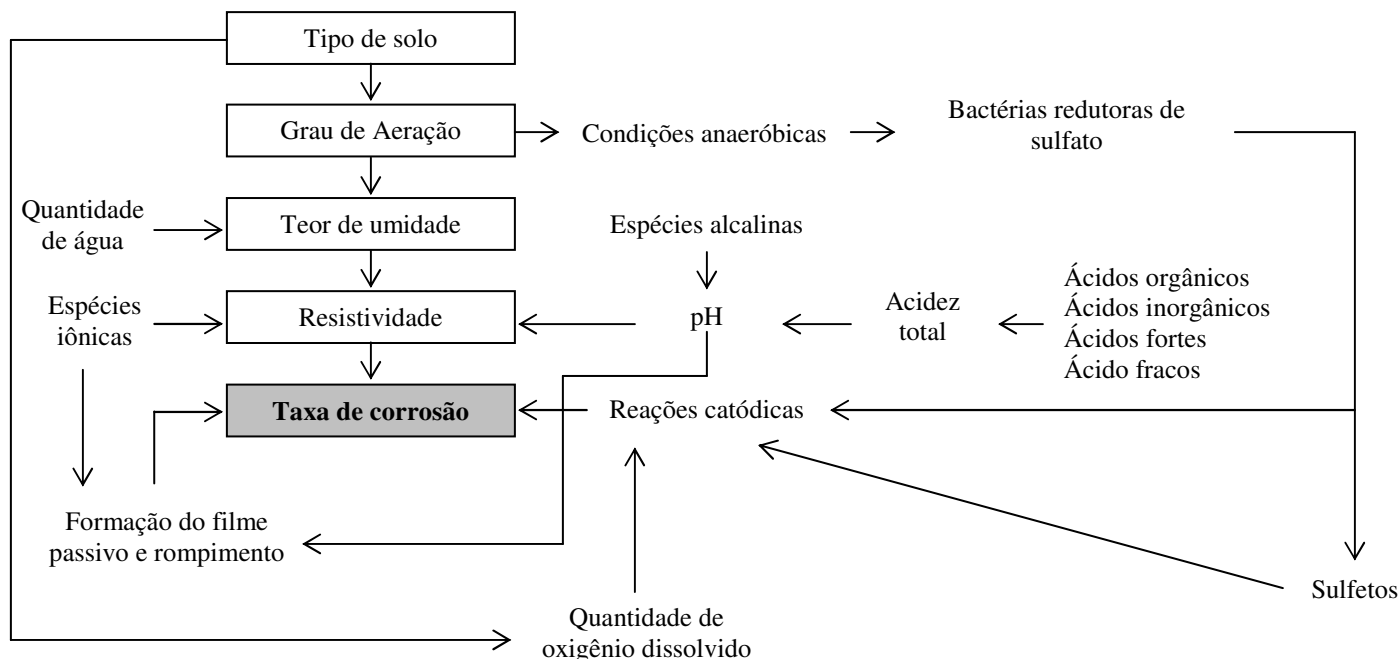 Tipo de solo
Grau de Aeração
Condições anaeróbicas
Bactérias redutoras de
sulfato
Quantidade
de água
Teor de umidade
Espécies alcalinas
Espécies
iônicas
Resistividade
pH
Acidez
total
Ácidos orgânicos
Ácidos inorgânicos
Ácidos fortes
Ácido fracos
Taxa de corrosão
Reações catódicas
Formação do filme
passivo e rompimento
Sulfetos
Quantidade de
oxigênio dissolvido